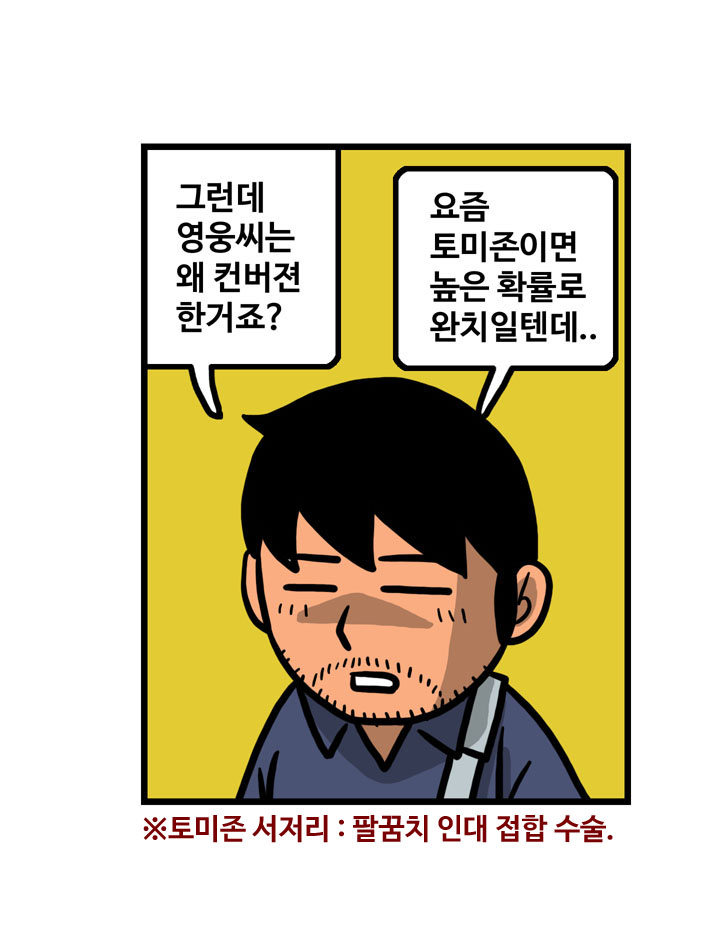 그런데
영웅씨는
왜 컨버젼
한거죠?
요즘
토미존이면
높은 확률로
완치일텐데..
※토미존 서저리 : 팔꿈치 인대 접합 수술.